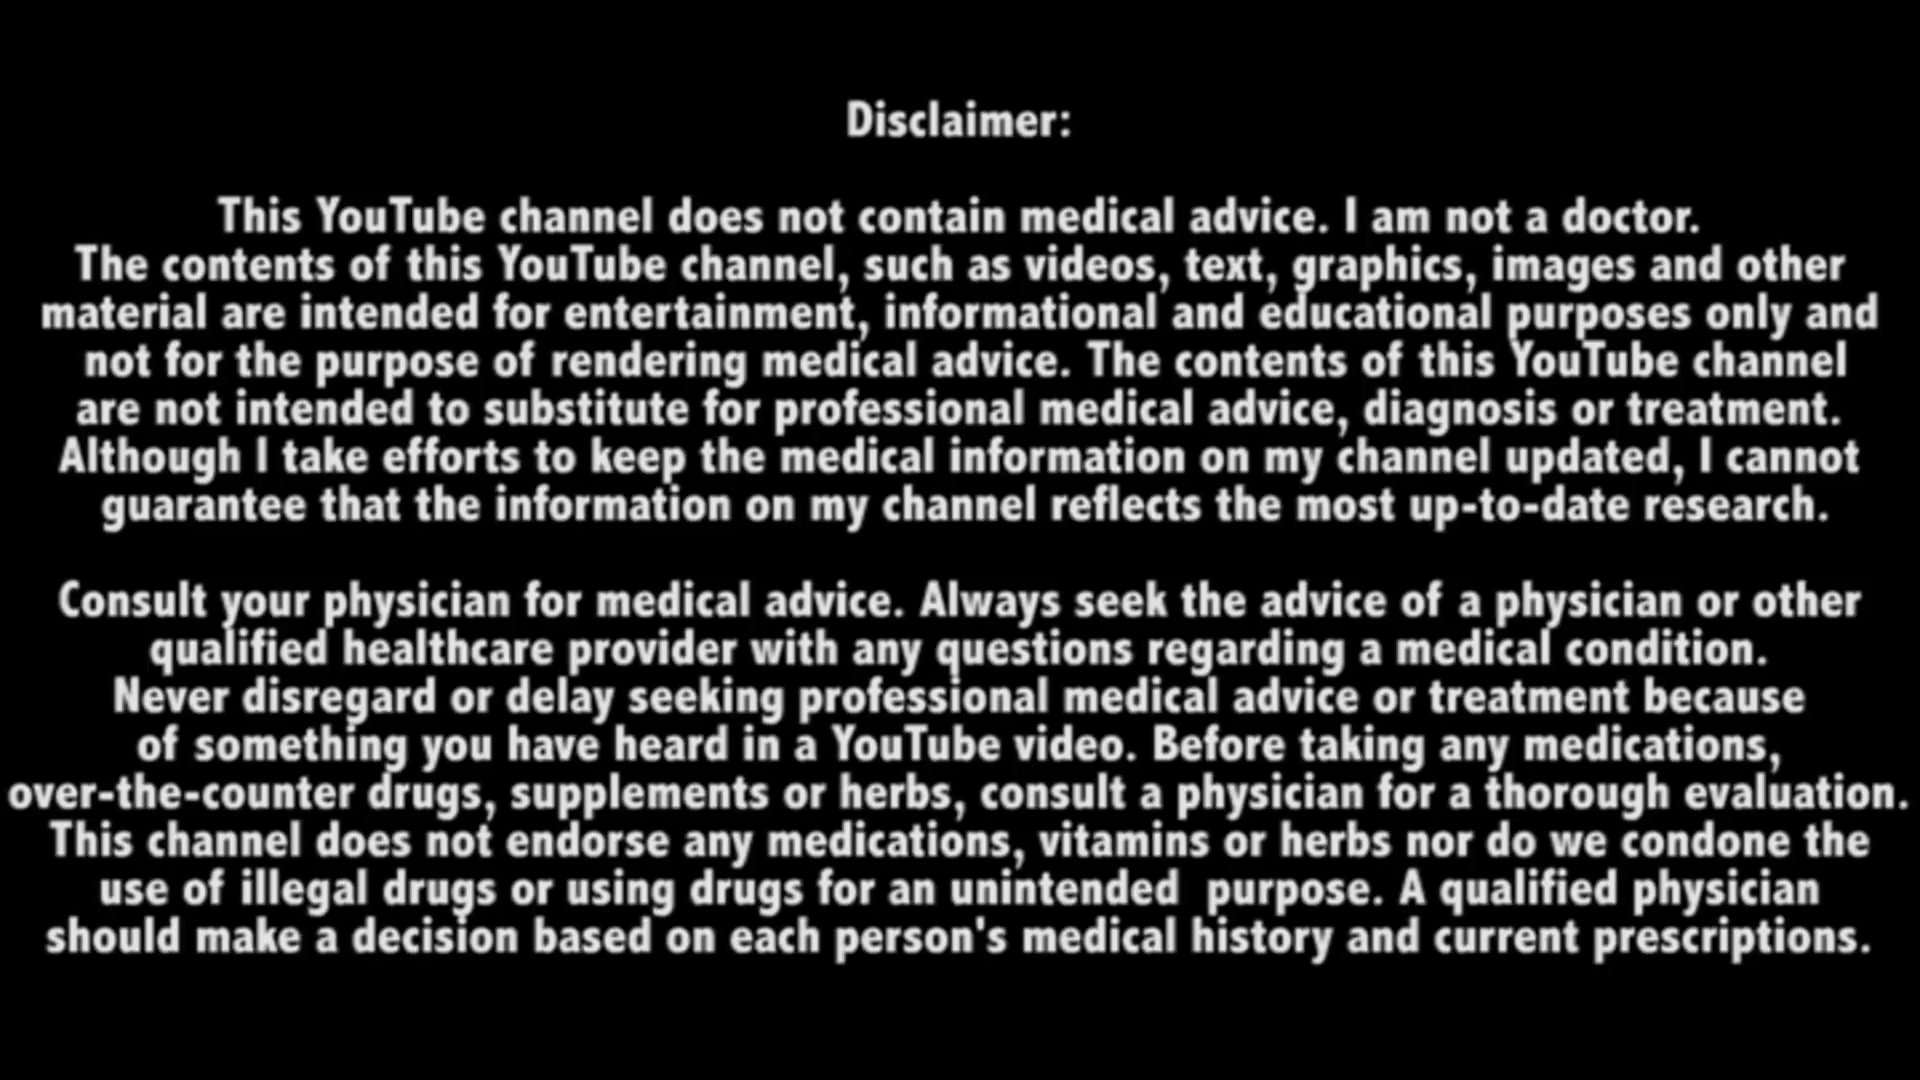 Disclaimer:
This YouTube channel does not contain medical advice. I am not a doctor.
The contents of this YouTube channel, such as videos, text, graphics, images and other
material are intended for entertainment, informational and educational purposes only and
not for the purpose of rendering medical advice. The contents of this YouTube channel
are not intended to substitute for professional medical advice, diagnosis or treatment.
Although I take efforts to keep the medical information on my channel updated, I cannot
guarantee that the information on my channel reflects the most up-to-date research.
Consult your physician for medical advice. Always seek the advice of a physician or other
qualified healthcare provider with any questions regarding a medical condition.
Never disregard or delay seeking professional medical advice or treatment because
of something you have heard in a YouTube video. Before taking any medications,
over-the-counter drugs, supplements or herbs, consult a physician for a thorough evaluation.
This channel does not endorse any medications, vitamins or herbs nor do we condone the
use of illegal drugs or using drugs for an unintended  purpose. A qualified physician
should make a decision based on each person's medical history and current prescriptions.